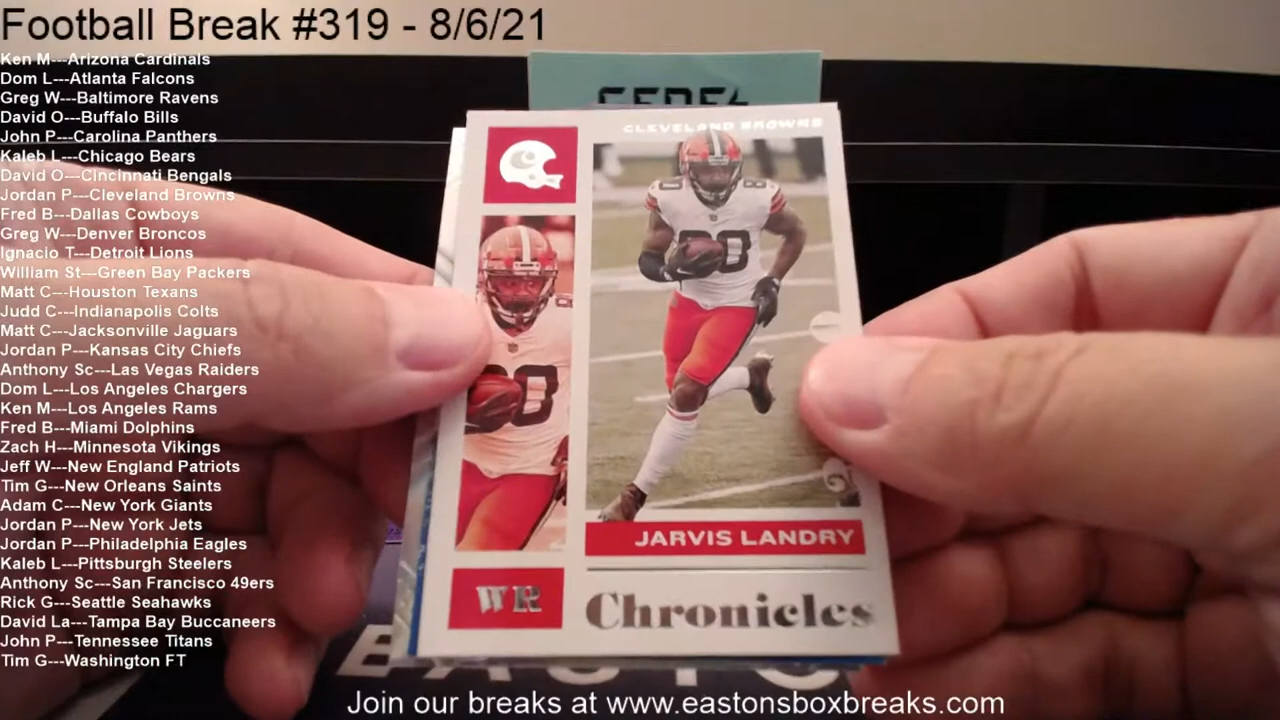 Football Break #319 - 8/6/21
Ken M---Arizona Cardinals
Dom L---Atlanta Falcons
Greg W---Baltimore Ravens
David O---Buffalo Bills
John P---Carolina Panthers
Kaleb L---Chicago Bears
David O---Cincinnati Bengals
Jordan P---Cleveland Browns
Fred B---Dallas Cowboys
Greg W---Denver Broncos
Ignacio T---Detroit Lions
William St---Green Bay Packers
Matt C---Houston Texans
Judd C---Indianapolis Colts
Matt C---Jacksonville Jaguars
Jordan P---Kansas City Chiefs
Anthony Sc---Las Vegas Raiders
Dom L---Los Angeles Chargers
Ken M---Los Angeles Rams
Fred B---Miami Dolphins
Zach H---Minnesota Vikings
Jeff W---New England Patriots
Tim G---New Orleans Saints
Adam C---New York Giants
Jordan P---New York Jets
Jordan P---Philadelphia Eagles
Kaleb L---Pittsburgh Steelers
Anthony Sc---San Francisco 49ers
Rick G---Seattle Seahawks
David La---Tampa Bay Buccaneers
John P---Tennessee Titans
Tim G---Washington FT
CLEVELAND BROWNS
80
80
JARVIS LANDRY
WR
Chronicles
Join our breaks at www.eastonsboxbreaks.com